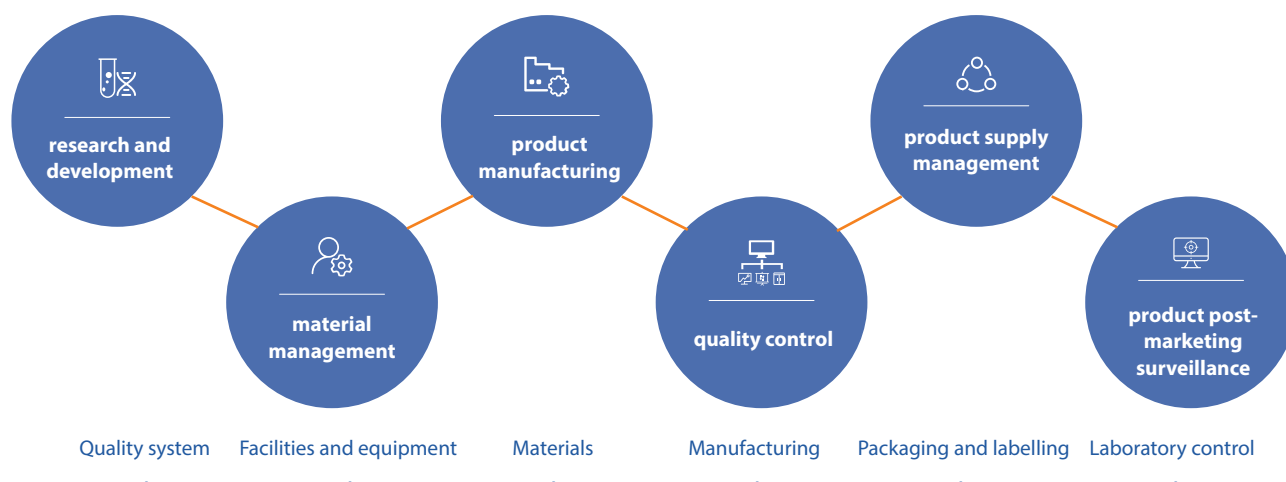 research and
development
material
management
product
manufacturing
quality control
product supply
management
product post-
marketing
surveillance
Quality system
Facilities and equipment
Materials
Manufacturing
Packaging and labelling
Laboratory control